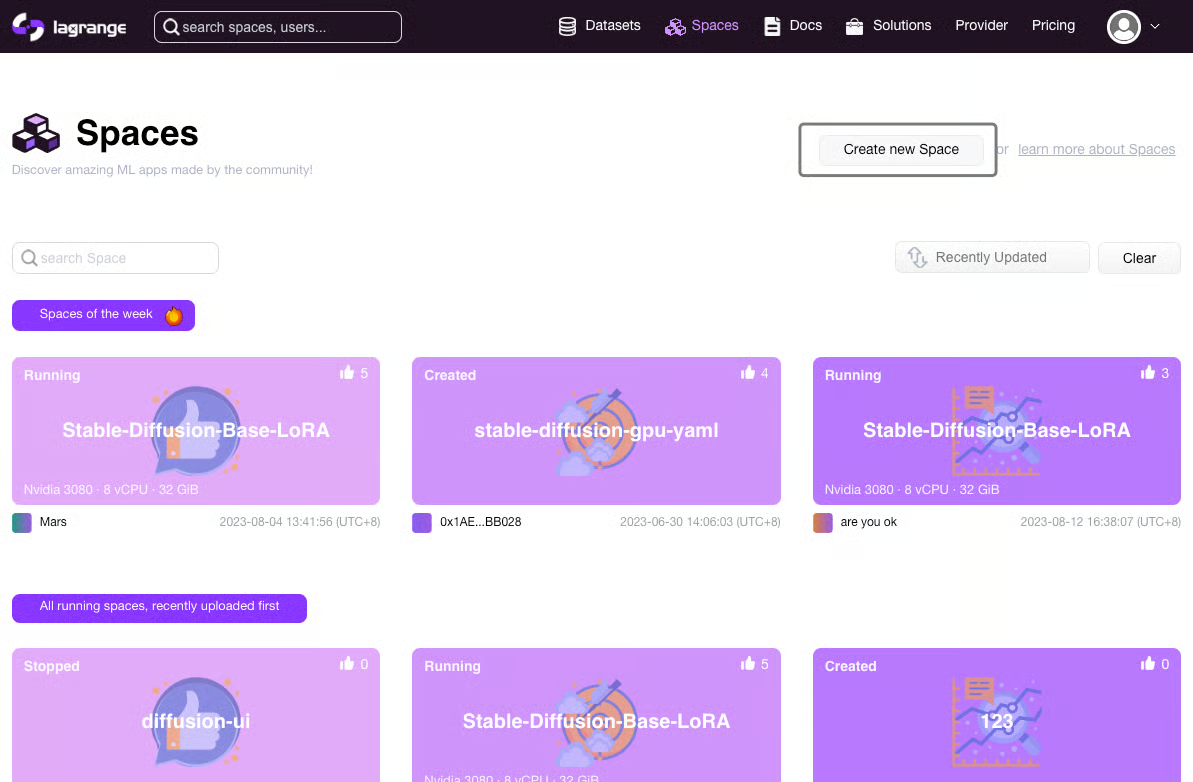 lagrange
search spaces, users...
Datasets
Spaces
Docs
Solutions
Provider
Pricing
Spaces
Discover amazing ML apps made by the community!
Create new Space
or learn more about Spaces
search Space
Recently Updated
Clear
Spaces of the week
Running 5
Stable-Diffusion-Base-LoRA
Nvidia 3080 · 8 vCPU · 32 GiB
Mars 2023-08-04 13:41:56 (UTC+8)
Created 4
stable-diffusion-gpu-yaml
0x1AE...BB028 2023-06-30 14:06:03 (UTC+8)
Running 3
Stable-Diffusion-Base-LoRA
Nvidia 3080 · 8 vCPU · 32 GiB
are you ok 2023-08-12 16:38:07 (UTC+8)
All running spaces, recently uploaded first
Stopped 0
diffusion-ui
Running 5
Stable-Diffusion-Base-LoRA
Nvidia 3080 · 8 vCPU · 32 GiB
Created 0
123